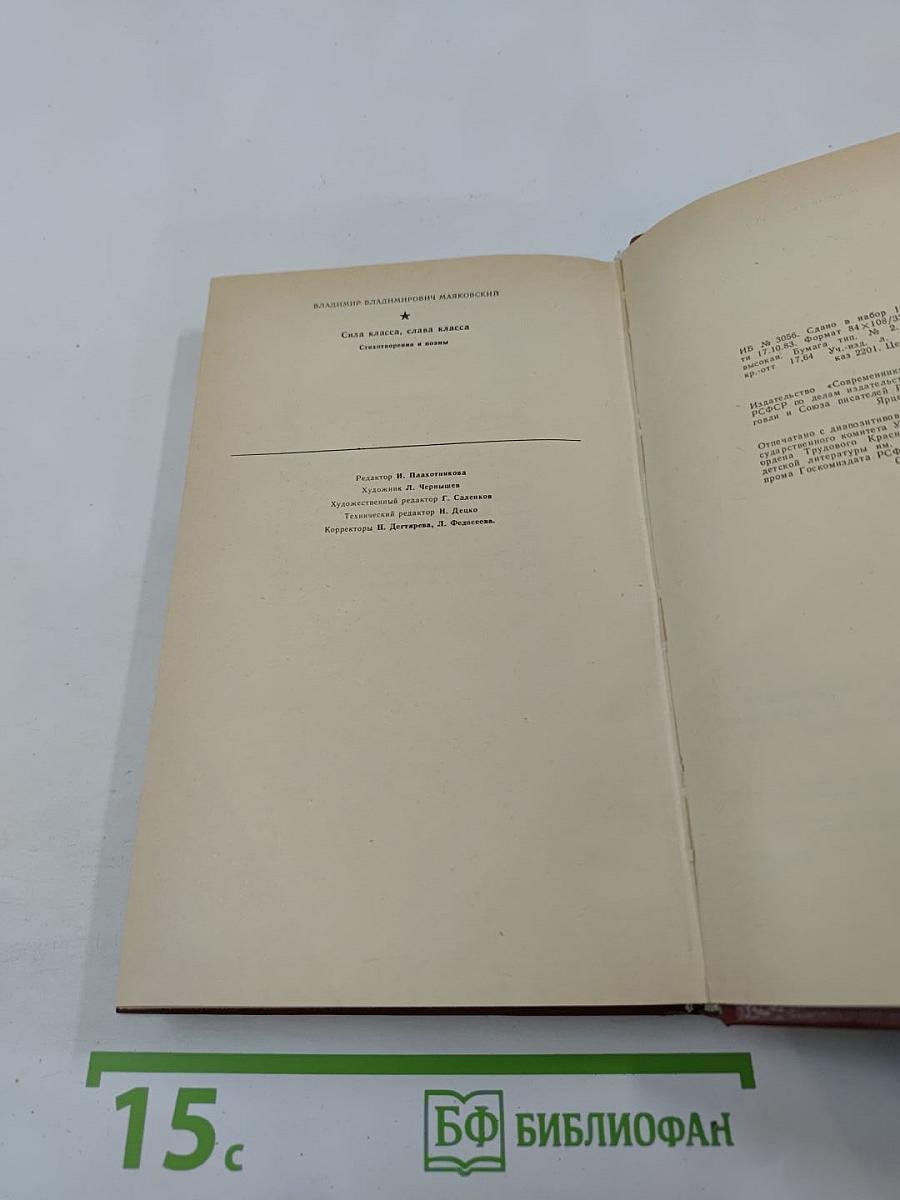 ВЛАДИМИР ВЛАДИМИРОВИЧ МАЯКОВСКИЙ
★
Сила класса, слава класса
Стихотворения и поэмы
Редактор И. Плахотникова
Художник Л. Чернышев
Художественный редактор Г. Саленков
Технический редактор Н. Децко
Корректоры Н. Дегтярева, Л. Федосеева.
ИБ № 3056. Сдано в набор 1
ти 17.10.83. Формат 84×108/3
высокая. Бумага тип. № 2.
кр.-отт 17,64 Уч.-изд. л.
каз 2201. Це
Издательство «Современник»
РСФСР по делам издательст
говли и Союза писателей Р
Ярце
Отпечатано с диапозитивов
сударственного комитета У
ордена Трудового Красн
детской литературы им.
прома Госкомиздата РСФ
15 с
БФ БИБЛИОФАН